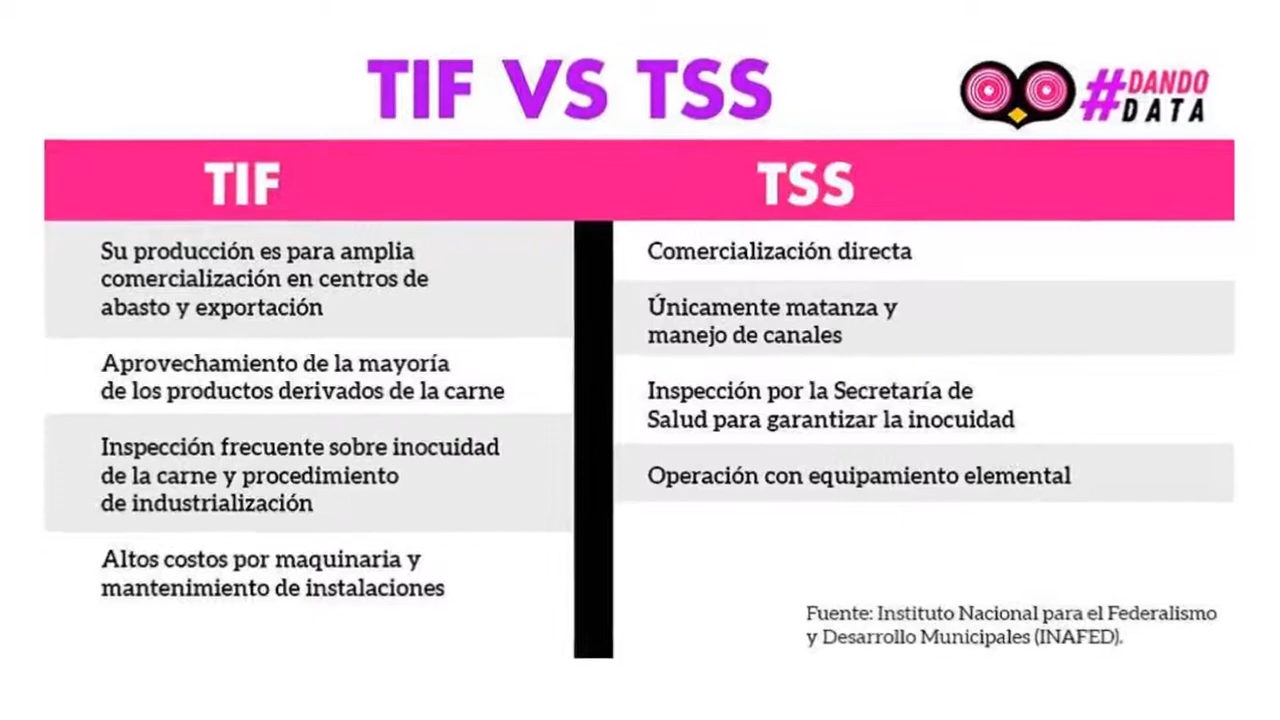 TIF VS TSS
#DANDO
DATA
TIF
Su producción es para amplia
comercialización en centros de
abasto y exportación
Aprovechamiento de la mayoría
de los productos derivados de la carne
Inspección frecuente sobre inocuidad
de la carne y procedimiento
de industrialización
Altos costos por maquinaria y
mantenimiento de instalaciones
TSS
Comercialización directa
Únicamente matanza y
manejo de canales
Inspección por la Secretaría de
Salud para garantizar la inocuidad
Operación con equipamiento elemental
Fuente: Instituto Nacional para el Federalismo
y Desarrollo Municipales (INAFED).